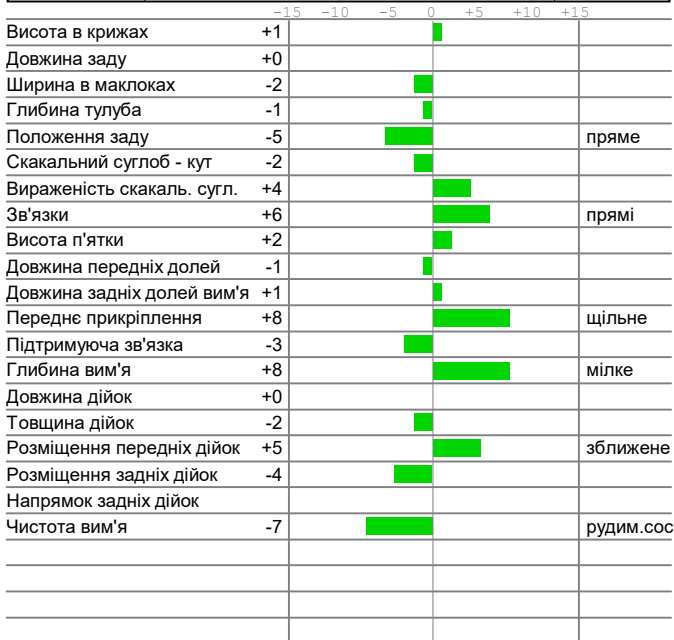 -15 -10 -5 0 +5 +10 +15
Висота в крижах +1
Довжина заду +0
Ширина в маклоках -2
Глибина тулуба -1
Положення заду -5 пряме
Скакальний суглоб - кут -2
Вираженість скакаль. сугл. +4
Зв'язки +6 прямі
Висота п'ятки +2
Довжина передніх долей -1
Довжина задніх долей вим'я +1
Переднє прикріплення +8 щільне
Підтримуюча зв'язка -3
Глибина вим'я +8 мілке
Довжина дійок +0
Товщина дійок -2
Розміщення передніх дійок +5 зближене
Розміщення задніх дійок -4
Напрямок задніх дійок
Чистота вим'я -7 рудим.сос